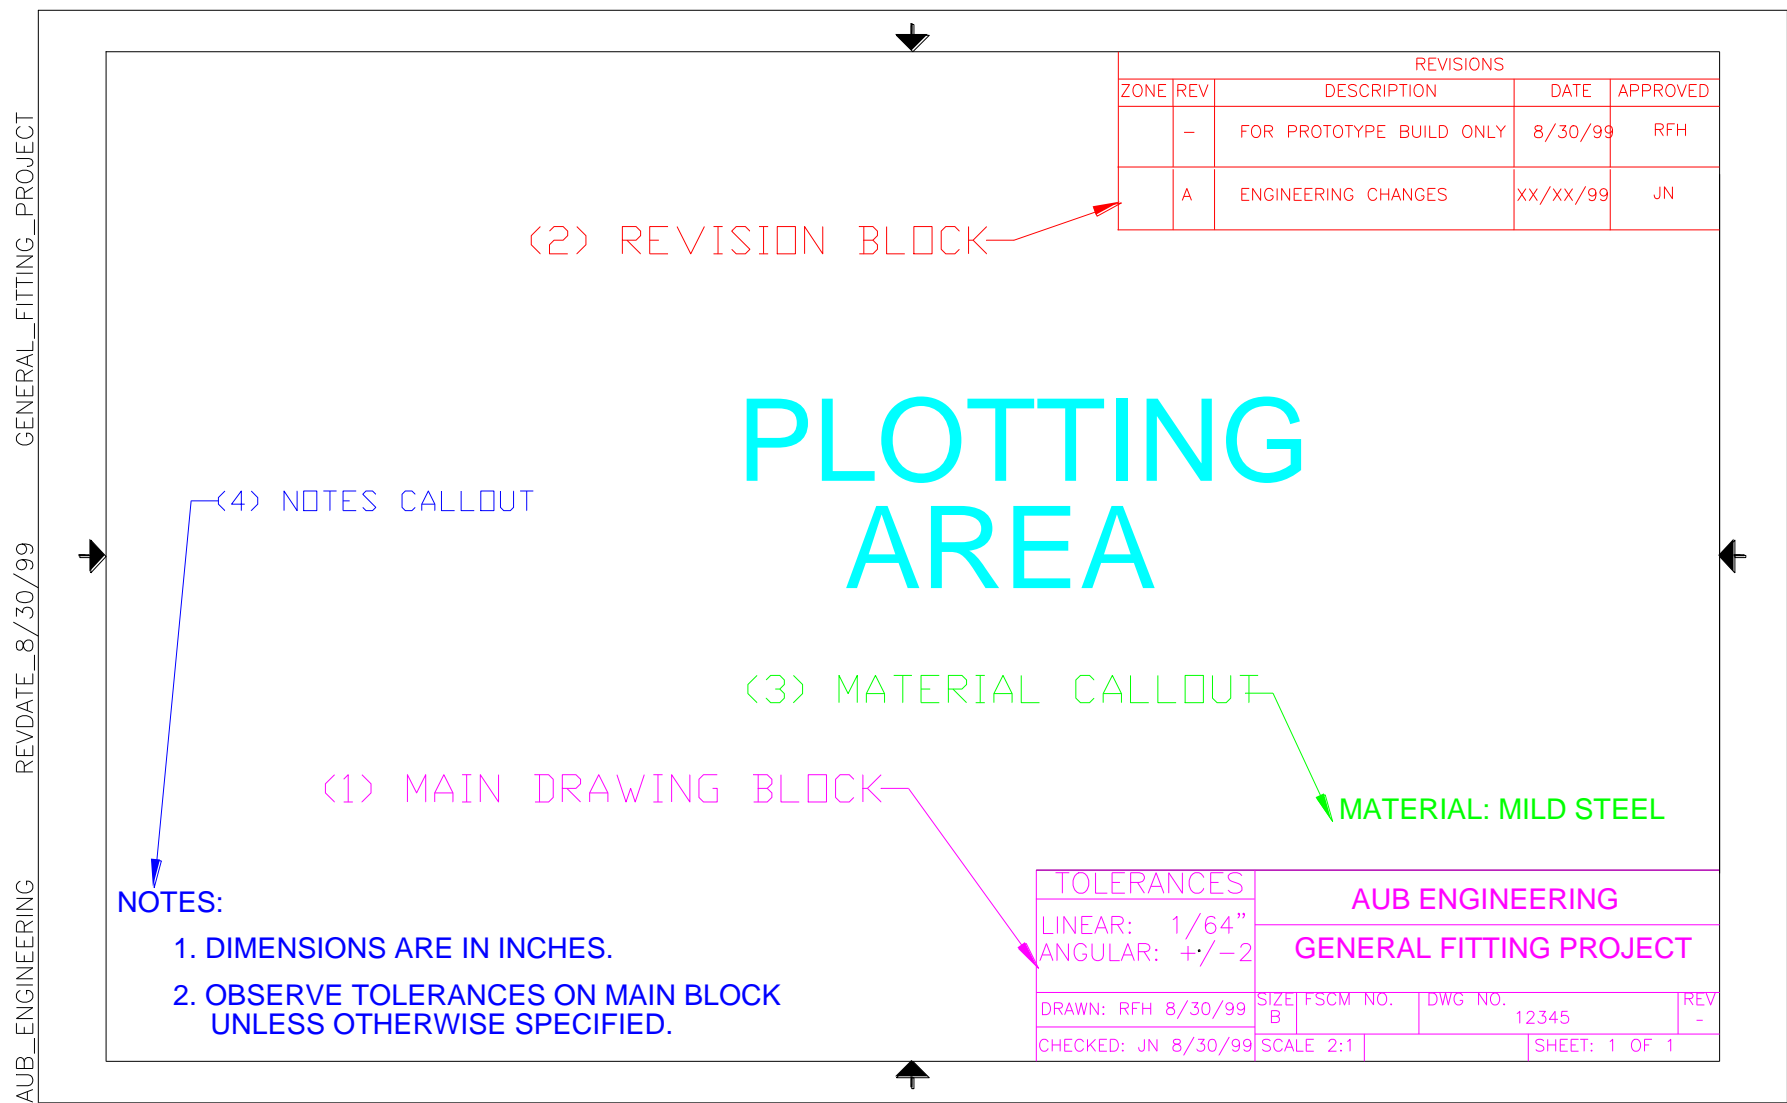 REVISIONS
ZONE REV DESCRIPTION DATE APPROVED
- FOR PROTOTYPE BUILD ONLY 8/30/99 RFH
A ENGINEERING CHANGES XX/XX/99 JN
(2) REVISION BLOCK
PLOTTING
AREA
(4) NOTES CALLOUT
(3) MATERIAL CALLOUT
(1) MAIN DRAWING BLOCK
MATERIAL: MILD STEEL
NOTES:
1. DIMENSIONS ARE IN INCHES.
2. OBSERVE TOLERANCES ON MAIN BLOCK
UNLESS OTHERWISE SPECIFIED.
TOLERANCES
LINEAR: 1/64"
ANGULAR: +/-2
AUB ENGINEERING
GENERAL FITTING PROJECT
DRAWN: RFH 8/30/99
CHECKED: JN 8/30/99
SIZE
B
FSCM NO.
DWG NO.
12345
REV
-
SCALE 2:1
SHEET: 1 OF 1
AUB_ENGINEERING REVDATE_8/30/99 GENERAL_FITTING_PROJECT